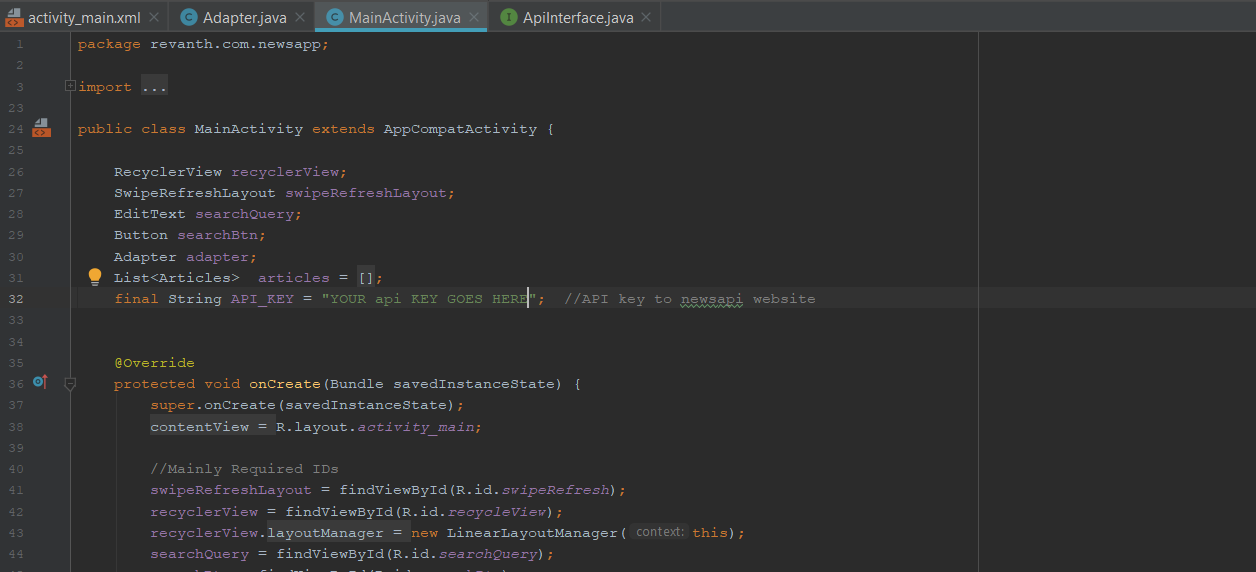 activity_main.xml Adapter.java MainActivity.java ApiInterface.java
1 package revanth.com.newsapp;
2
3 import ...
23
24 public class MainActivity extends AppCompatActivity {
25
26 RecyclerView recyclerView;
27 SwipeRefreshLayout swipeRefreshLayout;
28 EditText searchQuery;
29 Button searchBtn;
30 Adapter adapter;
31 List<Articles>  articles = [];
32 final String API_KEY = "YOUR api KEY GOES HERE";  //API key to newsapi website
33
34
35 @Override
36 protected void onCreate(Bundle savedInstanceState) {
37 super.onCreate(savedInstanceState);
38 contentView = R.layout.activity_main;
39
40 //Mainly Required IDs
41 swipeRefreshLayout = findViewById(R.id.swipeRefresh);
42 recyclerView = findViewById(R.id.recycleView);
43 recyclerView.layoutManager = new LinearLayoutManager( context: this);
44 searchQuery = findViewById(R.id.searchQuery);